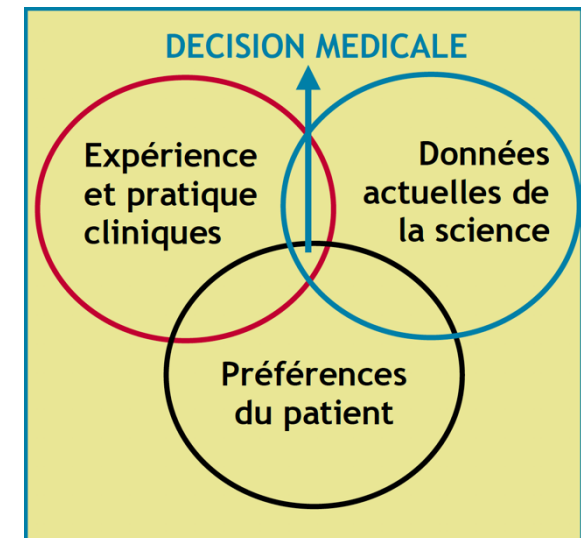 DECISION MEDICALE
Expérience
et pratique
cliniques
Données
actuelles de
la science
Préférences
du patient